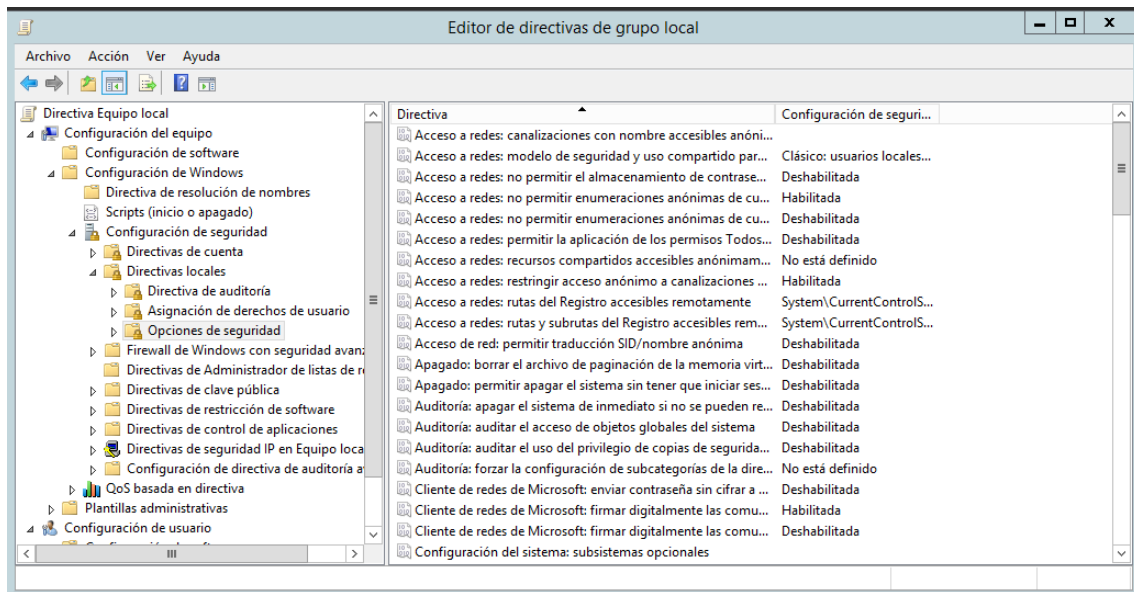 Editor de directivas de grupo local
Archivo Acción Ver Ayuda
Directiva Equipo local
Configuración del equipo
Configuración de software
Configuración de Windows
Directiva de resolución de nombres
Scripts (inicio o apagado)
Configuración de seguridad
Directivas de cuenta
Directivas locales
Directiva de auditoría
Asignación de derechos de usuario
Opciones de seguridad
Firewall de Windows con seguridad avan
Directivas de Administrador de listas de r
Directivas de clave pública
Directivas de restricción de software
Directivas de control de aplicaciones
Directivas de seguridad IP en Equipo loca
Configuración de directiva de auditoría a
QoS basada en directiva
Plantillas administrativas
Configuración de usuario
Directiva Configuración de seguri...
Acceso a redes: canalizaciones con nombre accesibles anóni...
Acceso a redes: modelo de seguridad y uso compartido par... Clásico: usuarios locales...
Acceso a redes: no permitir el almacenamiento de contrase... Deshabilitada
Acceso a redes: no permitir enumeraciones anónimas de cu... Habilitada
Acceso a redes: no permitir enumeraciones anónimas de cu... Deshabilitada
Acceso a redes: permitir la aplicación de los permisos Todos... Deshabilitada
Acceso a redes: recursos compartidos accesibles anónimam... No está definido
Acceso a redes: restringir acceso anónimo a canalizaciones ... Habilitada
Acceso a redes: rutas del Registro accesibles remotamente System\CurrentControlS...
Acceso a redes: rutas y subrutas del Registro accesibles rem... System\CurrentControlS...
Acceso de red: permitir traducción SID/nombre anónima Deshabilitada
Apagado: borrar el archivo de paginación de la memoria virt... Deshabilitada
Apagado: permitir apagar el sistema sin tener que iniciar ses... Deshabilitada
Auditoría: apagar el sistema de inmediato si no se pueden re... Deshabilitada
Auditoría: auditar el acceso de objetos globales del sistema Deshabilitada
Auditoría: auditar el uso del privilegio de copias de segurida... Deshabilitada
Auditoría: forzar la configuración de subcategorías de la dire... No está definido
Cliente de redes de Microsoft: enviar contraseña sin cifrar a ... Deshabilitada
Cliente de redes de Microsoft: firmar digitalmente las comu... Habilitada
Cliente de redes de Microsoft: firmar digitalmente las comu... Deshabilitada
Configuración del sistema: subsistemas opcionales